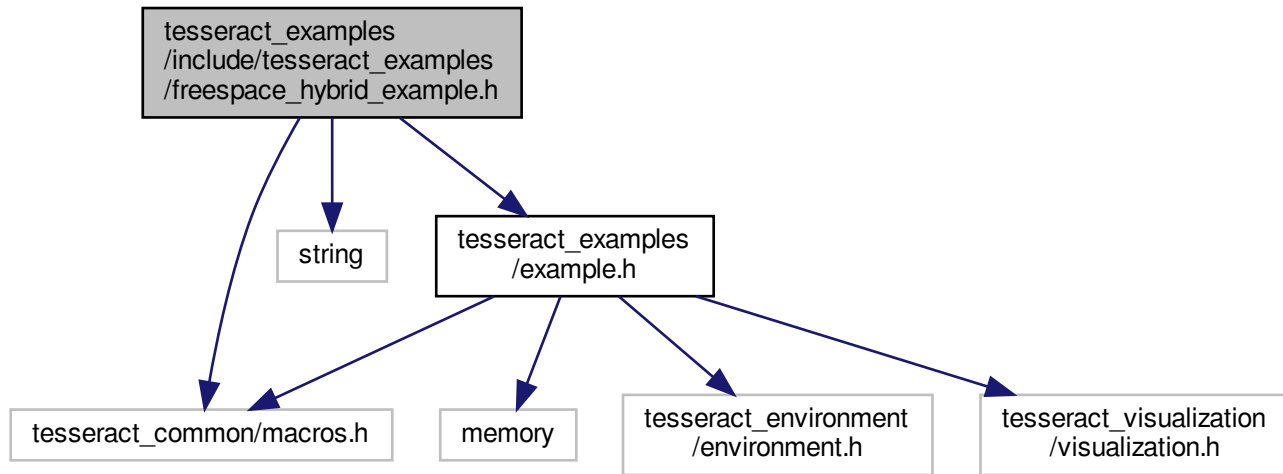 tesseract_examples
/include/tesseract_examples
/freespace_hybrid_example.h
string
tesseract_examples
/example.h
tesseract_common/macros.h
memory
tesseract_environment
/environment.h
tesseract_visualization
/visualization.h